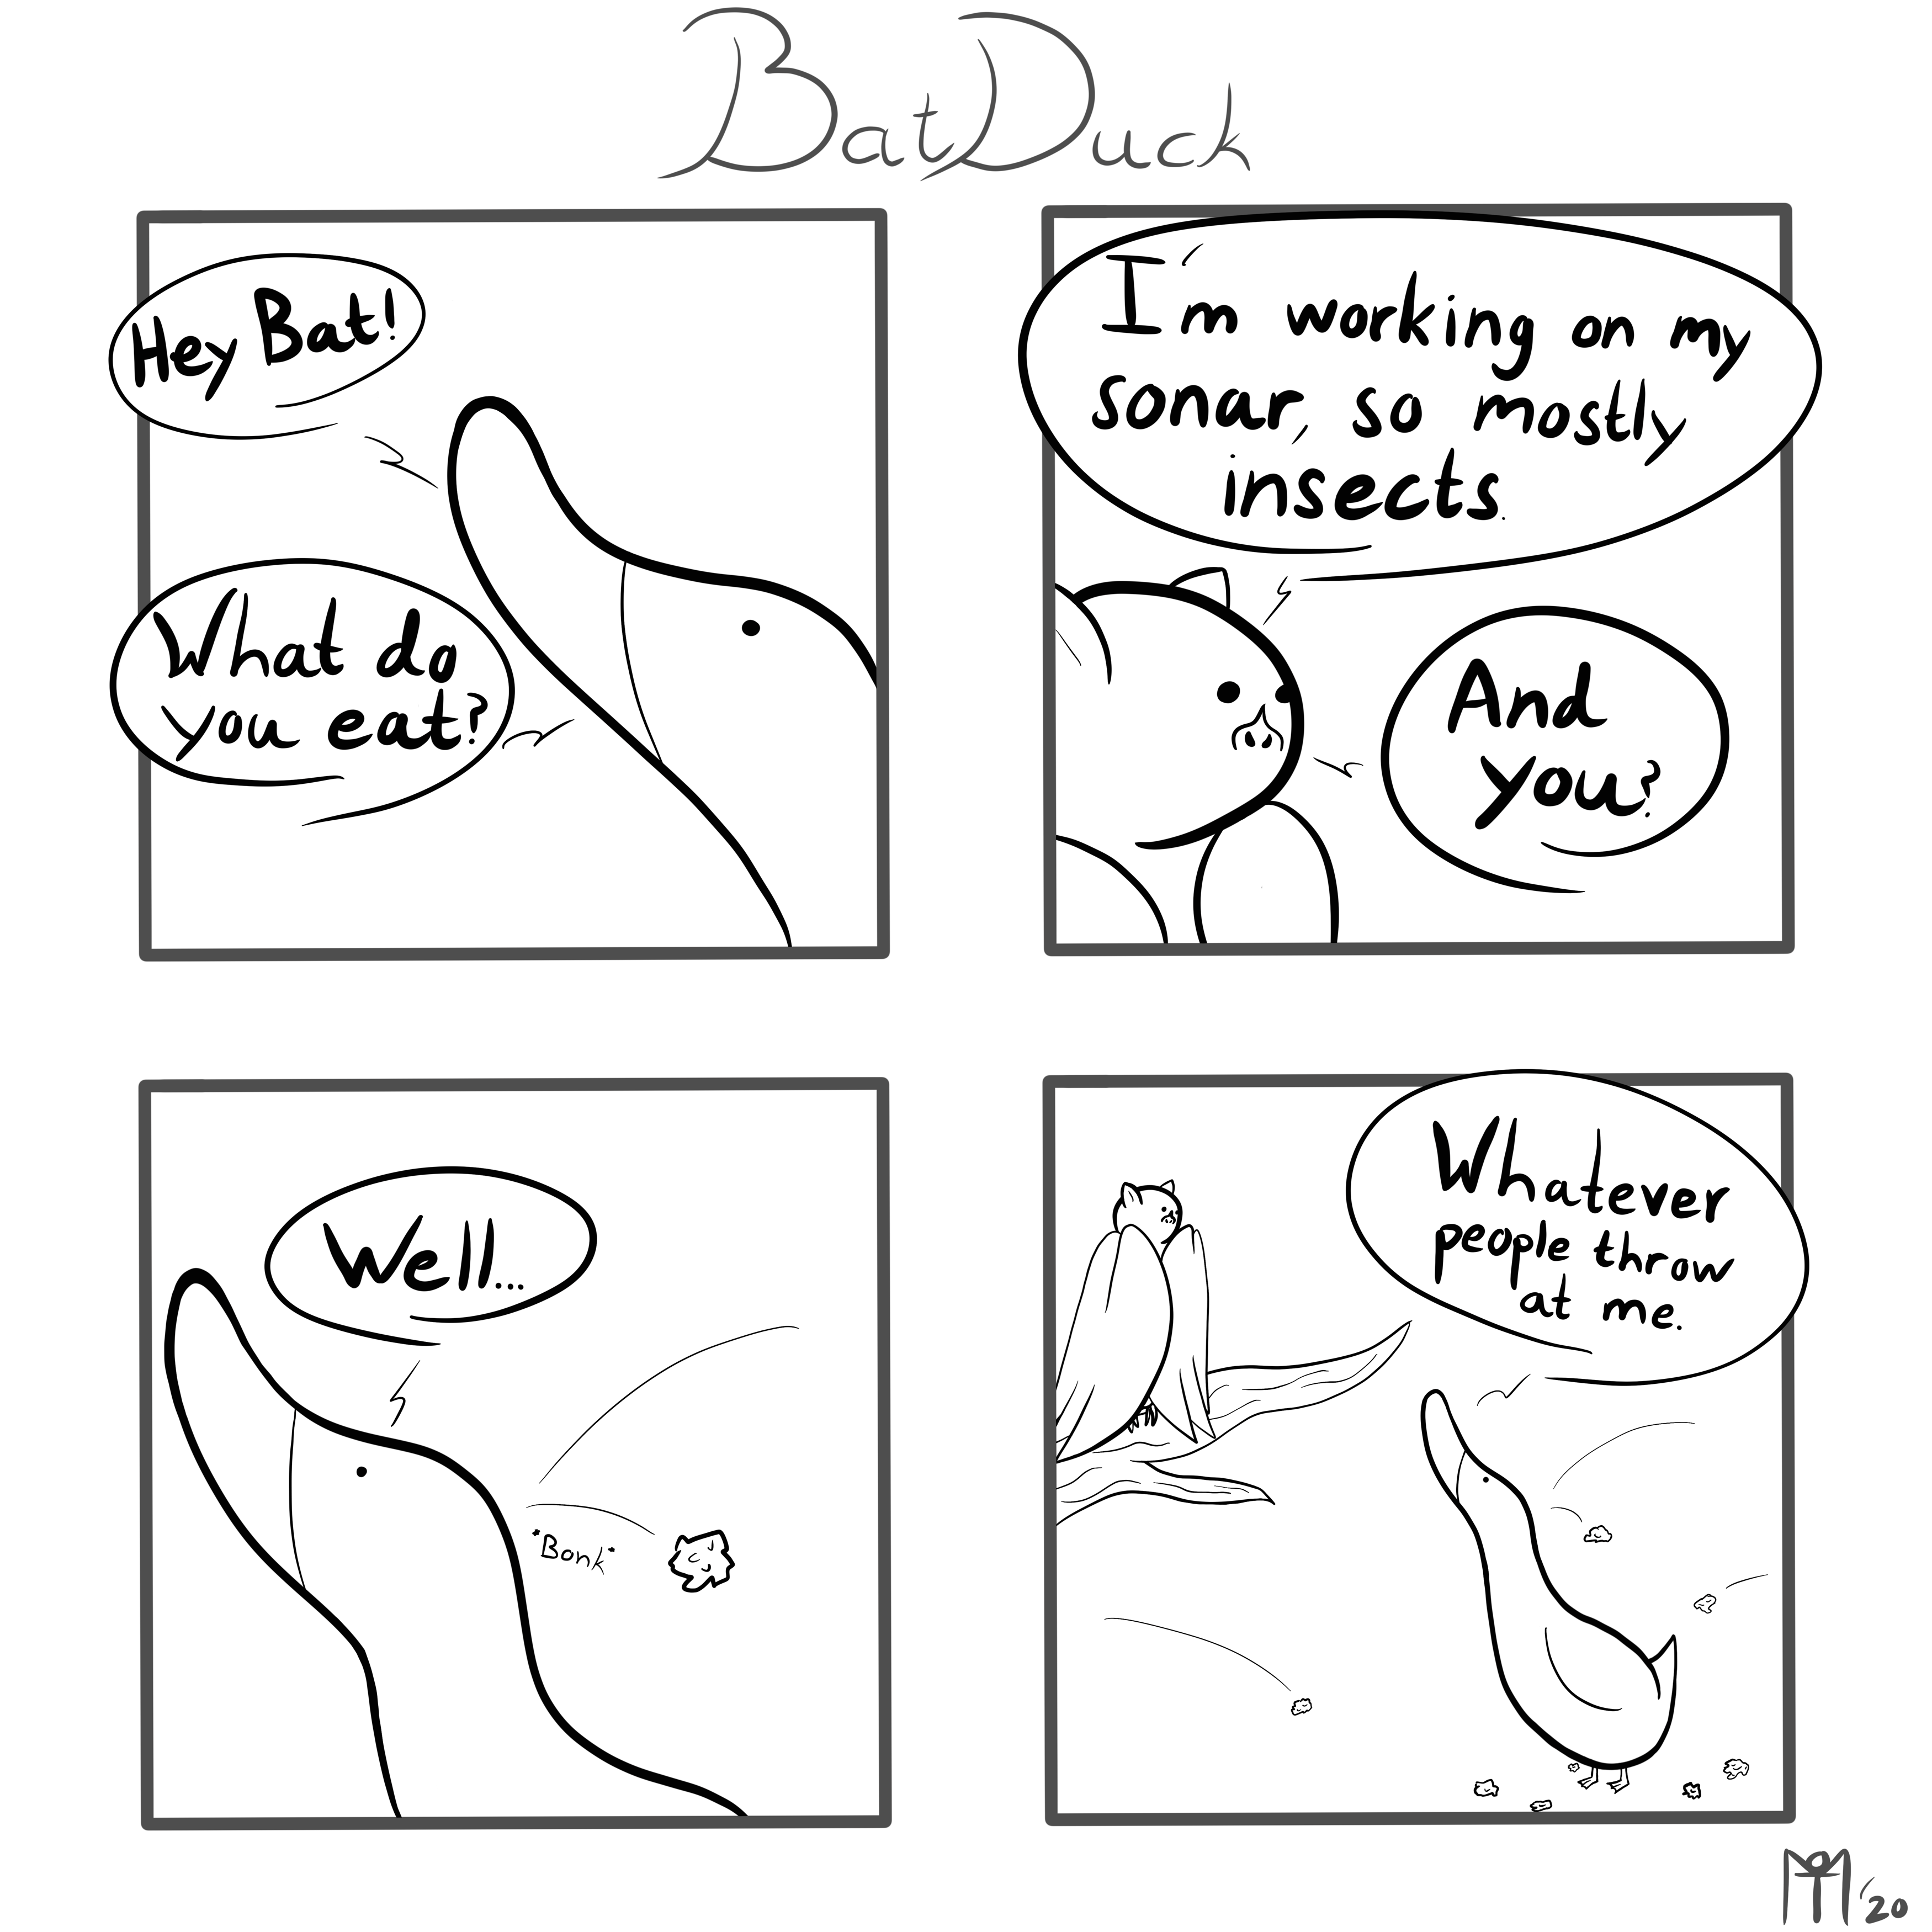 BatDuck
Hey Bat!
What do
you eat?
I'm working on my
sonar, so mostly
insects.
And
you?
Well...
*Bonk*
Whatever
people throw
at me.
'20